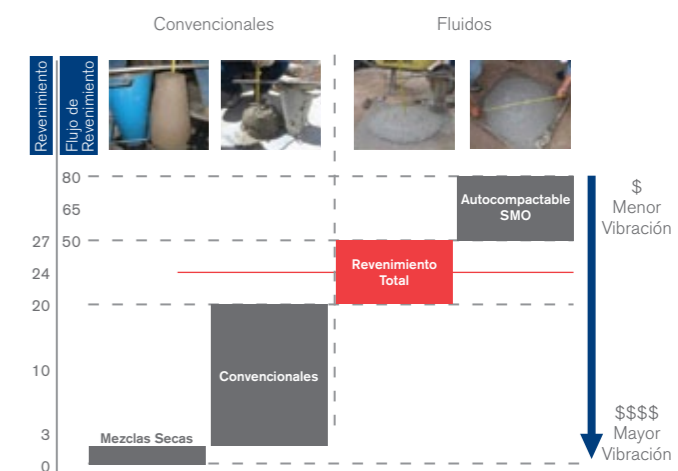 Convencionales
Fluidos
Revenimiento
Flujo de
Revenimiento
80
65
27 50
24
20
10
3
0
Autocompactable
SMO
Revenimiento
Total
Convencionales
Mezclas Secas
$
Menor
Vibración
$$$$
Mayor
Vibración